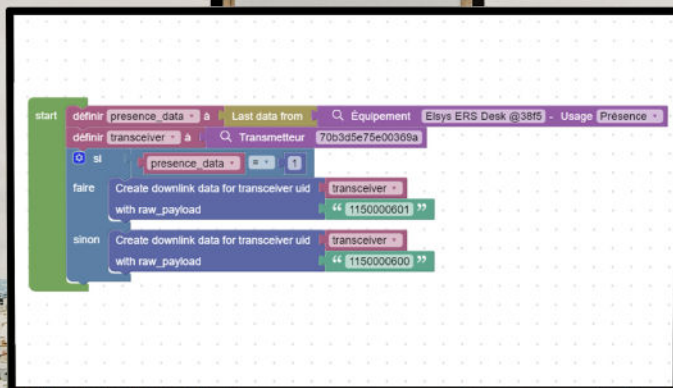 start définir presence_data à Last data from Équipement Elsys ERS Desk @38f5 - Usage Présence
définir transceiver à Transmetteur 70b3d5e75e00369a
si presence_data = 1
faire Create downlink data for transceiver uid transceiver
with raw_payload “ 1150000601 ”
sinon Create downlink data for transceiver uid transceiver
with raw_payload “ 1150000600 ”